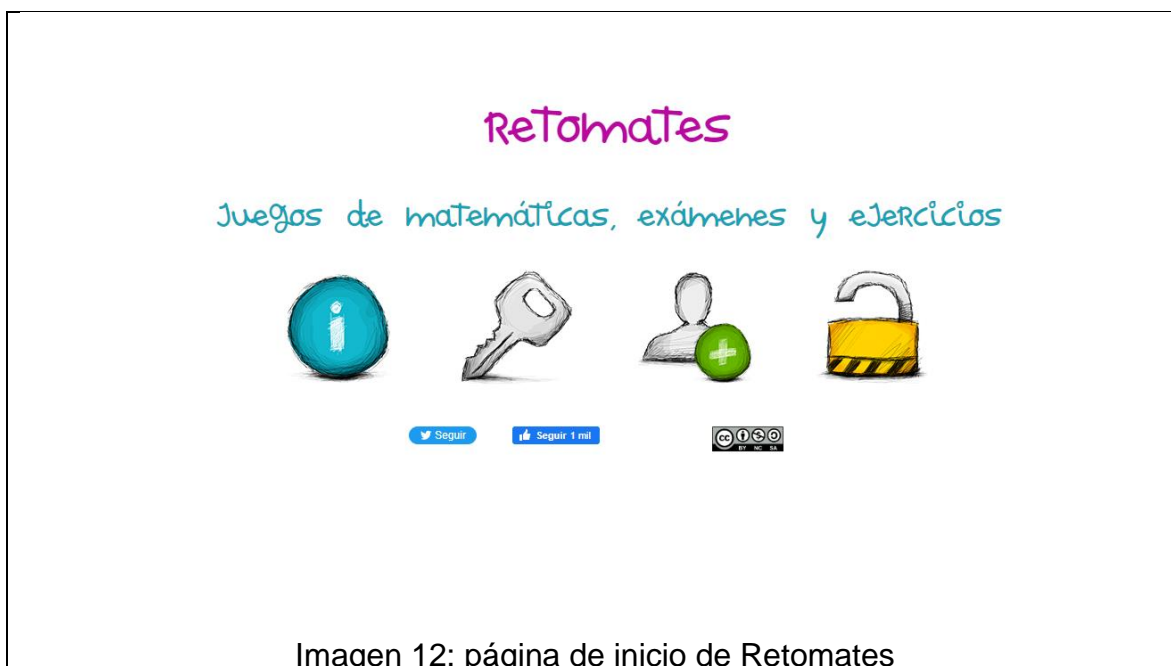 Retomates
Juegos de matemáticas, exámenes y ejercicios
i
Seguir
Seguir 1 mil
cc
BY NC SA
Imagen 12: página de inicio de Retomates